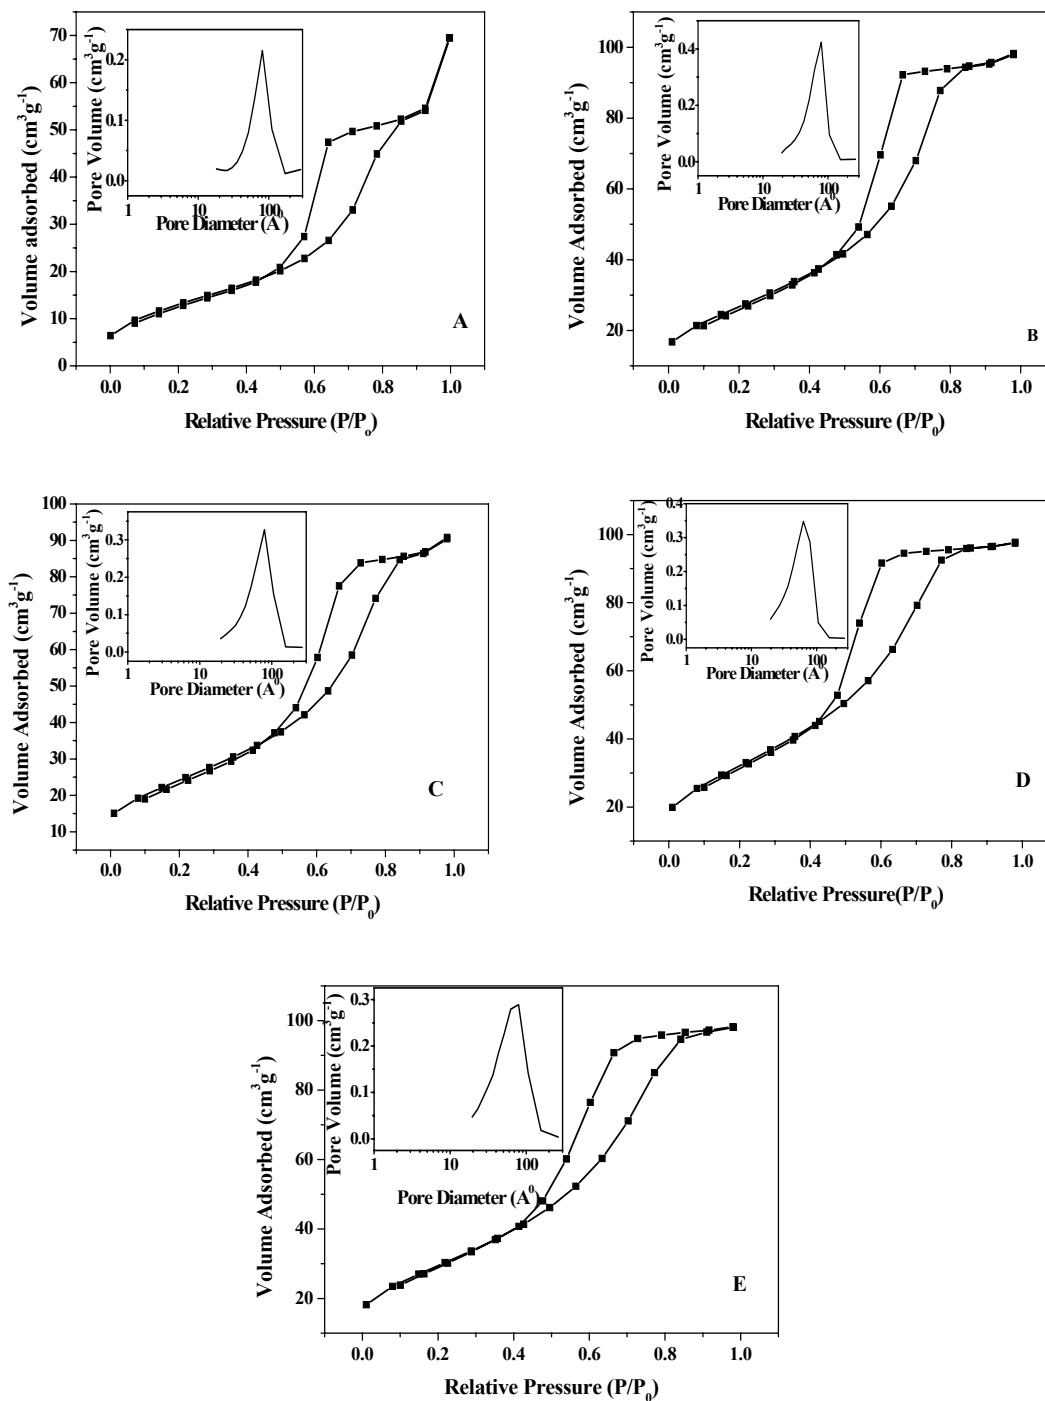 70
60
50
40
30
20
10
0
Volume adsorbed (cm³g⁻¹)
0.0 0.2 0.4 0.6 0.8 1.0
Relative Pressure (P/Pₒ)
A
0.2
0.1
0.0
Pore Volume (cm³g⁻¹)
1 10 100
Pore Diameter (A⁰)
100
80
60
40
20
Volume Adsorbed (cm³g⁻¹)
0.0 0.2 0.4 0.6 0.8 1.0
Relative Pressure (P/P₀)
B
0.4
0.2
0.0
Pore Volume (cm³g⁻¹)
1 10 100
Pore Diameter (A⁰)
100
90
80
70
60
50
40
30
20
10
Volume Adsorbed (cm³g⁻¹)
0.0 0.2 0.4 0.6 0.8 1.0
Relative Pressure (P/P₀)
C
0.3
0.2
0.1
0.0
Pore Volume (cm³g⁻¹)
1 10 100
Pore Diameter (A⁰)
100
80
60
40
20
Volume Adsorbed (cm³g⁻¹)
0.0 0.2 0.4 0.6 0.8 1.0
Relative Pressure(P/P₀)
D
0.4
0.3
0.2
0.1
0.0
Pore Volume (cm³g⁻¹)
1 10 100
Pore Diameter (A⁰)
100
80
60
40
20
Volume Adsorbed (cm³g⁻¹)
0.0 0.2 0.4 0.6 0.8 1.0
Relative Pressure (P/P₀)
E
0.3
0.2
0.1
0.0
Pore Volume (cm³g⁻¹)
1 10 100
Pore Diameter (A⁰)